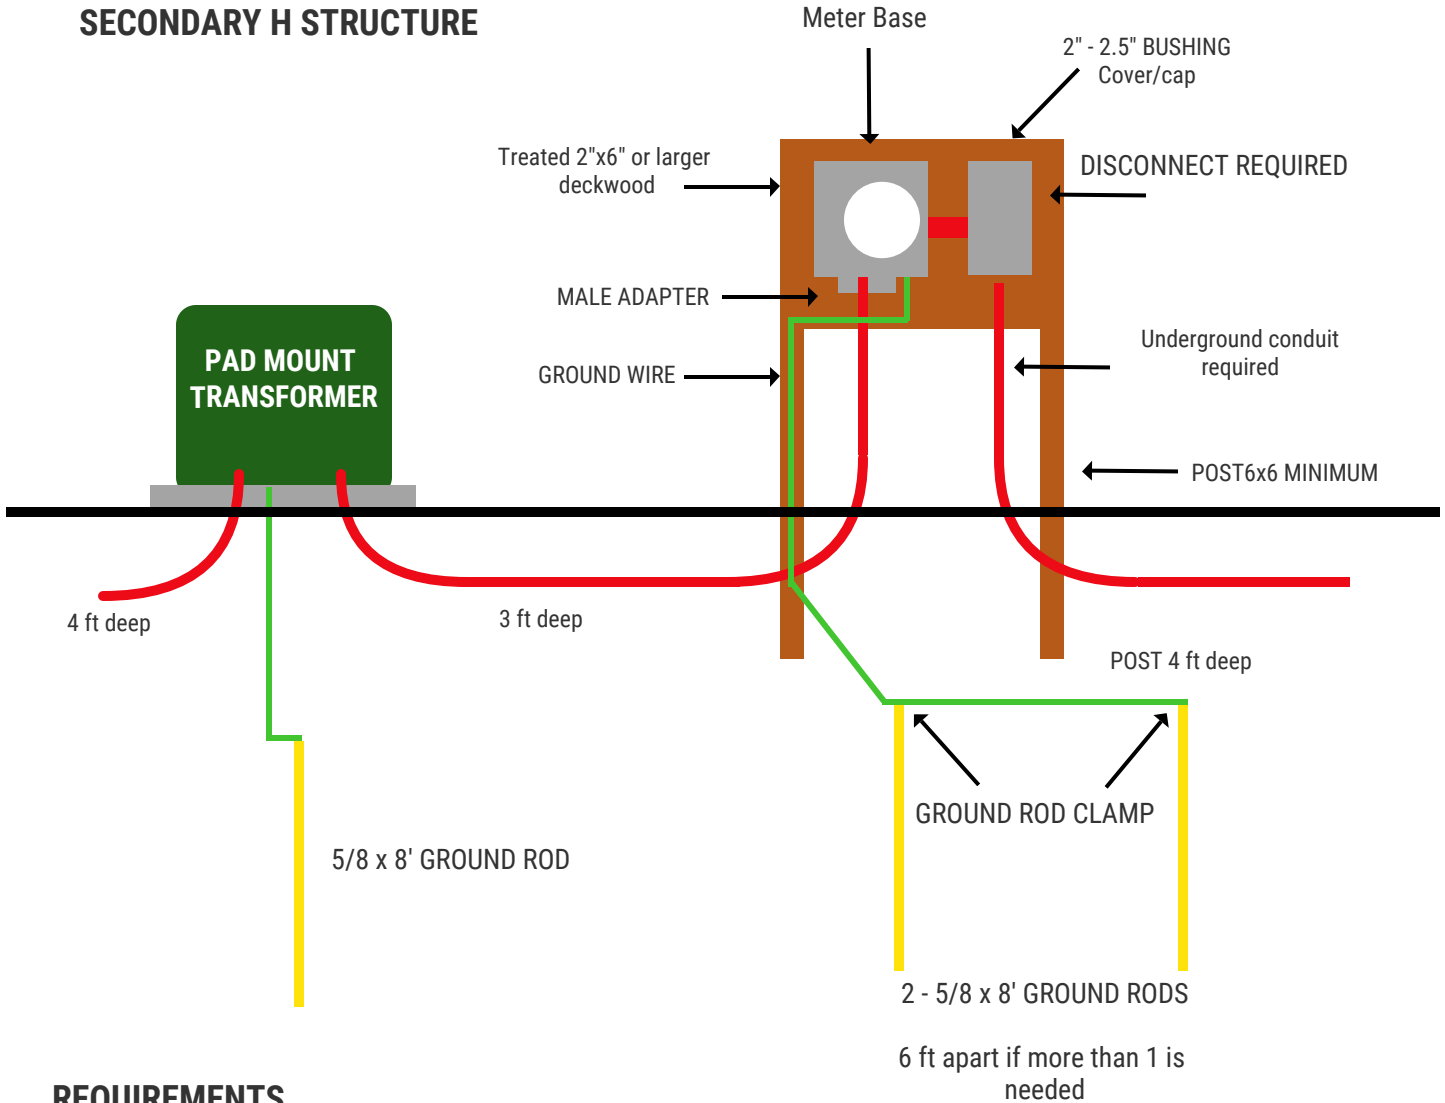 SECONDARY H STRUCTURE
Meter Base
2" - 2.5" BUSHING
Cover/cap
Treated 2"x6" or larger
deckwood
DISCONNECT REQUIRED
MALE ADAPTER
PAD MOUNT
TRANSFORMER
GROUND WIRE
Underground conduit
required
POST6x6 MINIMUM
4 ft deep
3 ft deep
POST 4 ft deep
GROUND ROD CLAMP
5/8 x 8' GROUND ROD
2 - 5/8 x 8' GROUND RODS
6 ft apart if more than 1 is
needed
REQUIREMENTS